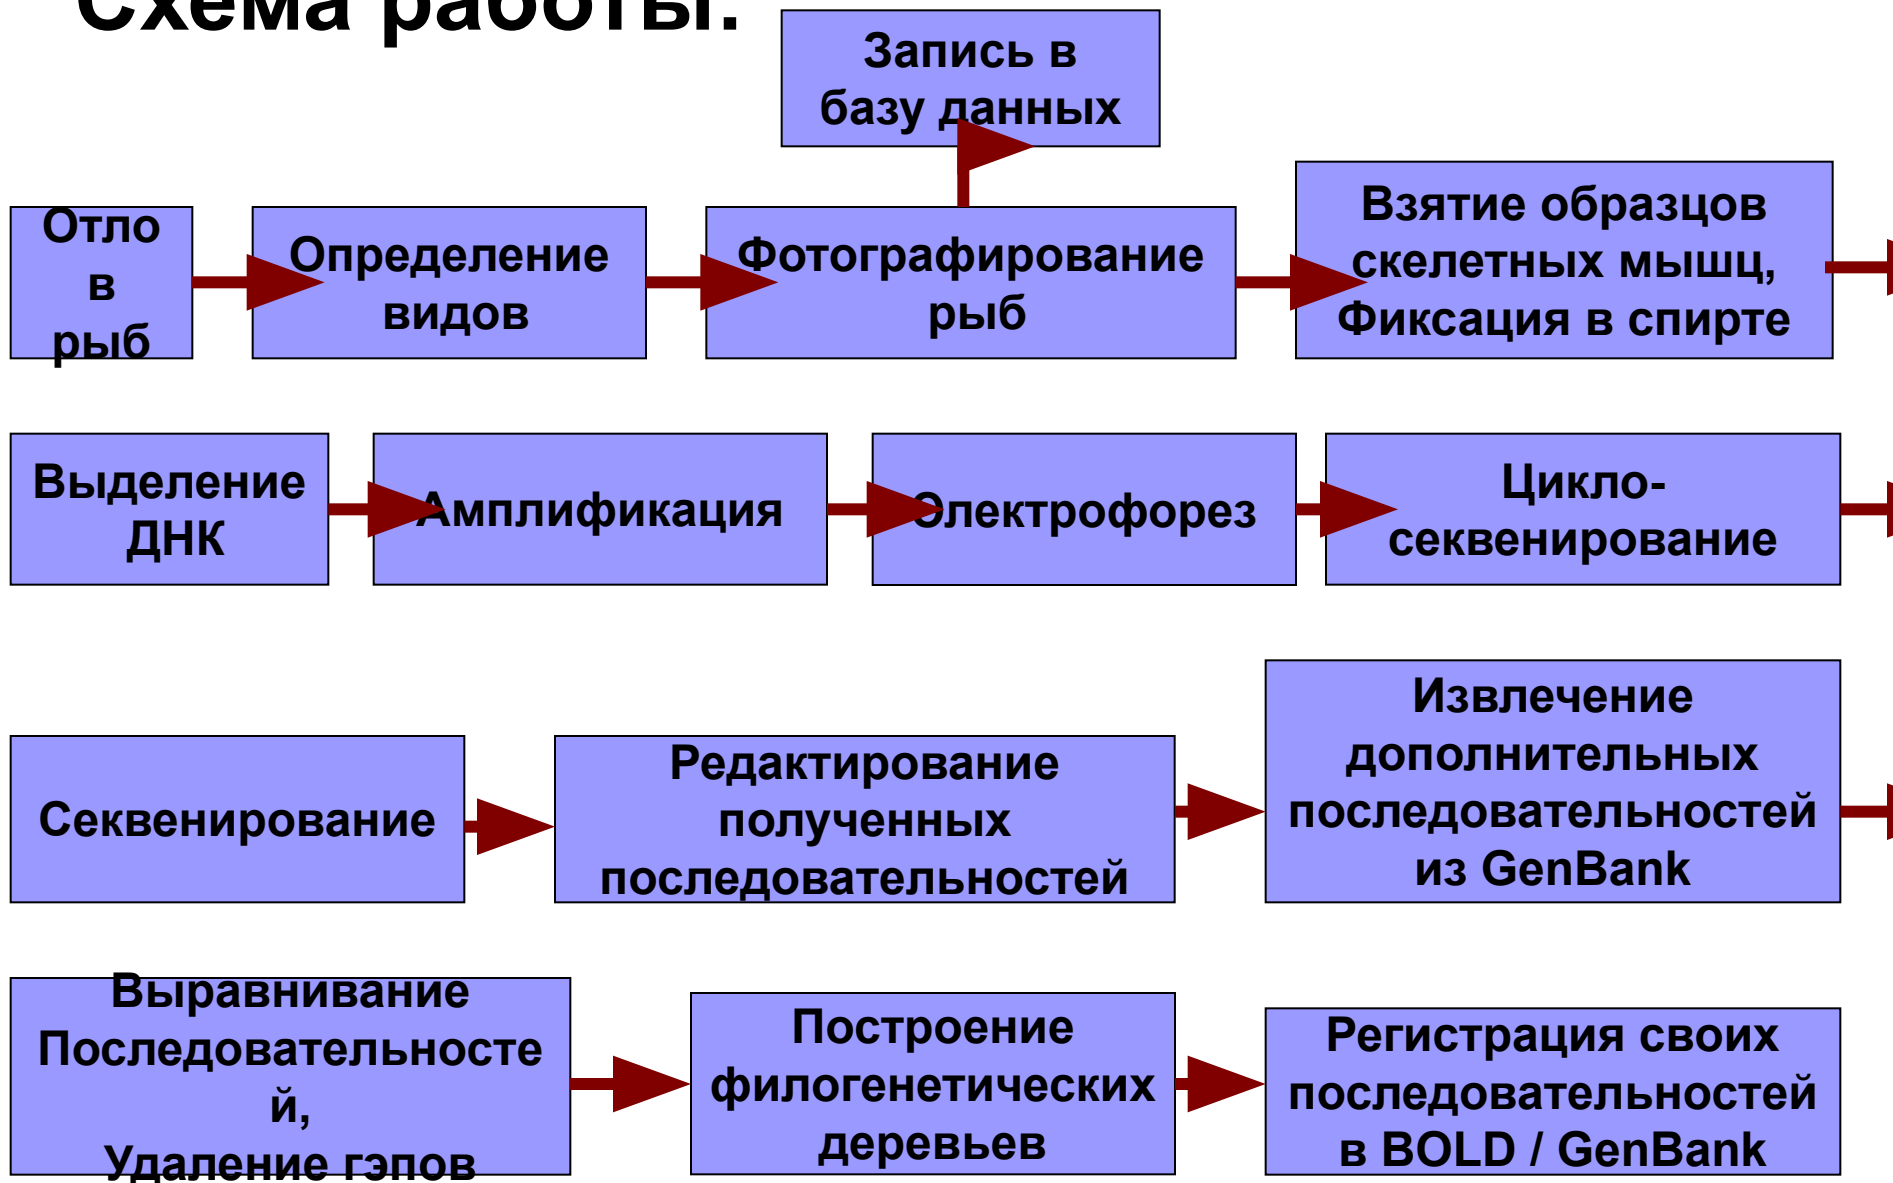 Схема работы:
Запись в
базу данных
Отло
в
рыб
Определение
видов
Фотографирование
рыб
Взятие образцов
скелетных мышц,
Фиксация в спирте
Выделение
ДНК
Амплификация
Электрофорез
Цикло-
секвенирование
Секвенирование
Редактирование
полученных
последовательностей
Извлечение
дополнительных
последовательностей
из GenBank
Выравнивание
Последовательносте
й,
Удаление гэпов
Построение
филогенетических
деревьев
Регистрация своих
последовательностей
в BOLD / GenBank